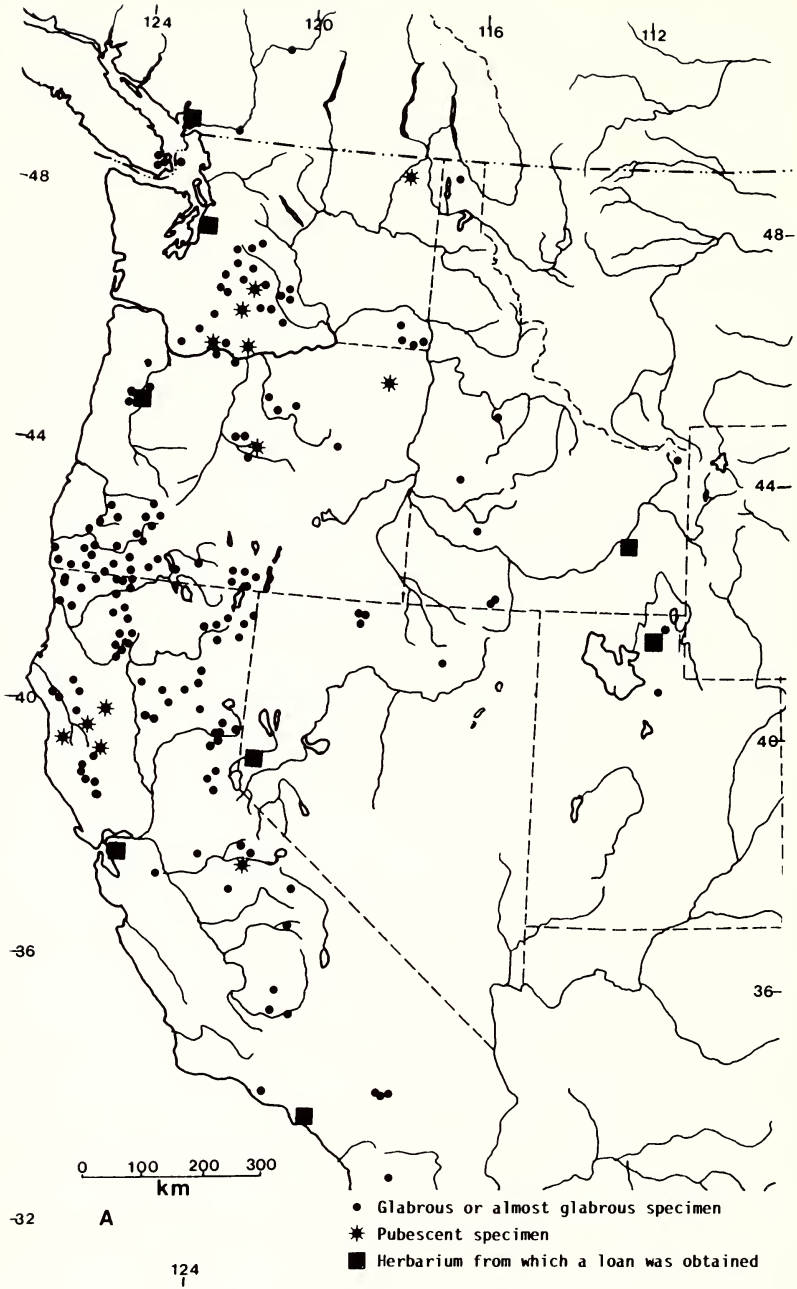 124 120 116 112
48
48
44
44
40
40
36
36
0 100 200 300
km
32 A
• Glabrous or almost glabrous specimen
✷ Pubescent specimen
■ Herbarium from which a loan was obtained
124